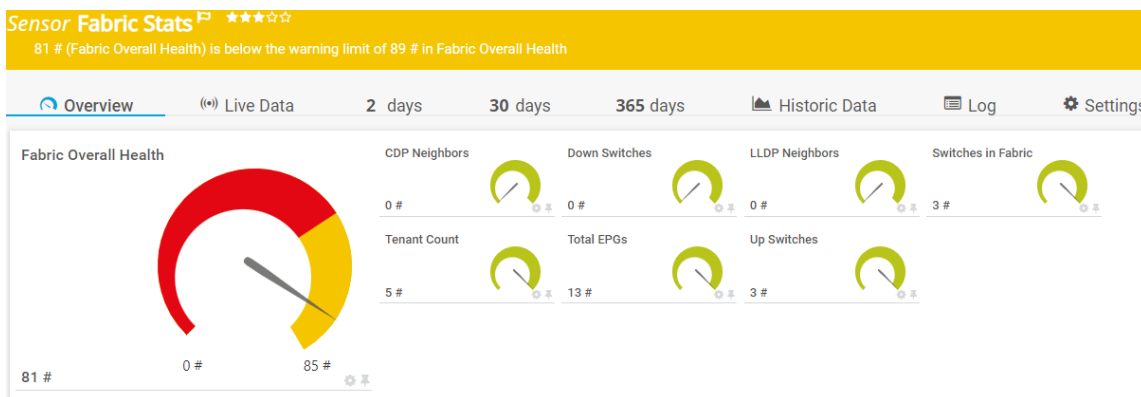 Sensor Fabric Stats
81 # (Fabric Overall Health) is below the warning limit of 89 # in Fabric Overall Health
Overview Live Data 2 days 30 days 365 days Historic Data Log Settings
Fabric Overall Health
0 # 85 #
81 #
CDP Neighbors
0 #
Down Switches
0 #
LLDP Neighbors
0 #
Switches in Fabric
3 #
Tenant Count
5 #
Total EPGs
13 #
Up Switches
3 #